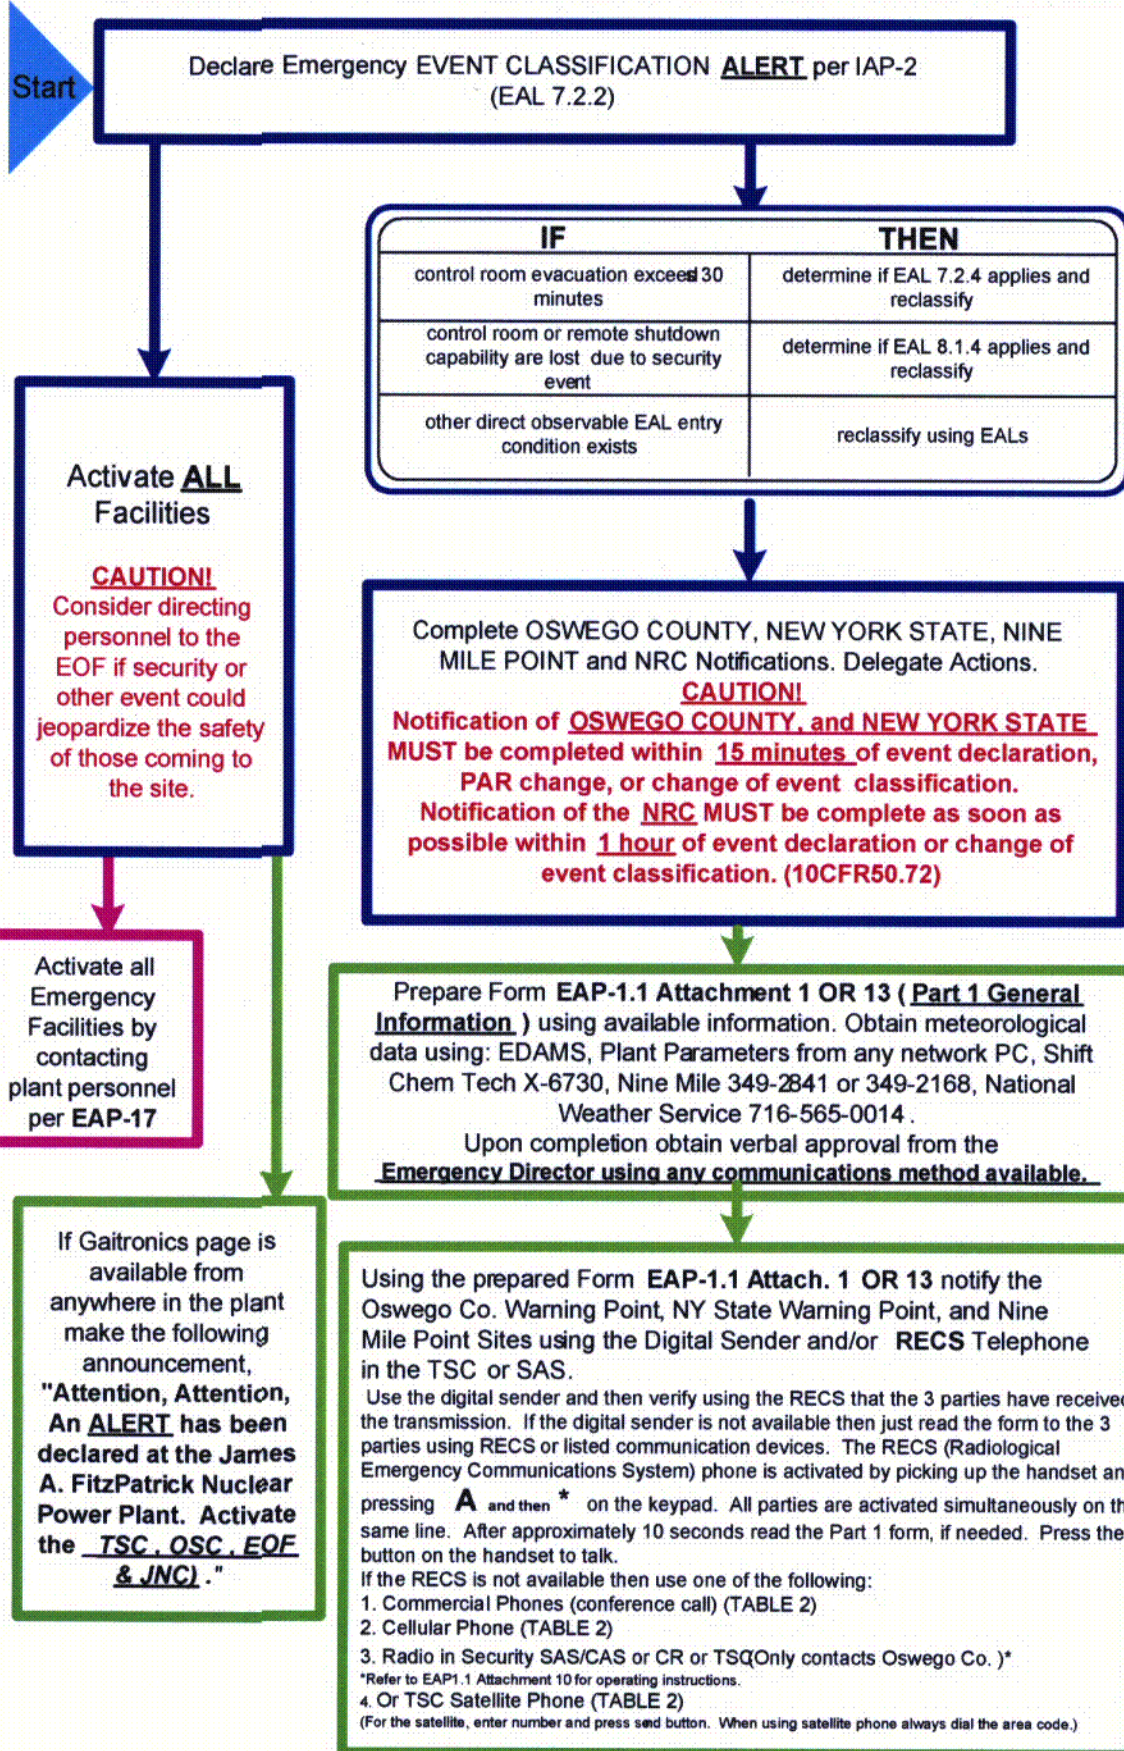 Start
Declare Emergency EVENT CLASSIFICATION ALERT per IAP-2
(EAL 7.2.2)
IF
THEN
control room evacuation exceed 30
minutes
determine if EAL 7.2.4 applies and
reclassify
control room or remote shutdown
capability are lost due to security
event
determine if EAL 8.1.4 applies and
reclassify
other direct observable EAL entry
condition exists
reclassify using EALs
Activate ALL
Facilities
CAUTION!
Consider directing
personnel to the
EOF if security or
other event could
jeopardize the safety
of those coming to
the site.
Complete OSWEGO COUNTY, NEW YORK STATE, NINE
MILE POINT and NRC Notifications. Delegate Actions.
CAUTION!
Notification of OSWEGO COUNTY, and NEW YORK STATE
MUST be completed within 15 minutes of event declaration,
PAR change, or change of event classification.
Notification of the NRC MUST be complete as soon as
possible within 1 hour of event declaration or change of
event classification. (10CFR50.72)
Activate all
Emergency
Facilities by
contacting
plant personnel
per EAP-17
Prepare Form EAP-1.1 Attachment 1 OR 13 ( Part 1 General
Information ) using available information. Obtain meteorological
data using: EDAMS, Plant Parameters from any network PC, Shift
Chem Tech X-6730, Nine Mile 349-2841 or 349-2168, National
Weather Service 716-565-0014.
Upon completion obtain verbal approval from the
Emergency Director using any communications method available.
If Gaitronics page is
available from
anywhere in the plant
make the following
announcement,
"Attention, Attention,
An ALERT has been
declared at the James
A. FitzPatrick Nuclear
Power Plant. Activate
the TSC , OSC , EOF
& JNC) ."
Using the prepared Form EAP-1.1 Attach. 1 OR 13 notify the
Oswego Co. Warning Point, NY State Warning Point, and Nine
Mile Point Sites using the Digital Sender and/or RECS Telephone
in the TSC or SAS.
Use the digital sender and then verify using the RECS that the 3 parties have received
the transmission. If the digital sender is not available then just read the form to the 3
parties using RECS or listed communication devices. The RECS (Radiological
Emergency Communications System) phone is activated by picking up the handset an
pressing A and then * on the keypad. All parties are activated simultaneously on th
same line. After approximately 10 seconds read the Part 1 form, if needed. Press the
button on the handset to talk.
If the RECS is not available then use one of the following:
1. Commercial Phones (conference call) (TABLE 2)
2. Cellular Phone (TABLE 2)
3. Radio in Security SAS/CAS or CR or TSC(Only contacts Oswego Co. )*
*Refer to EAP1.1 Attachment 10 for operating instructions.
4. Or TSC Satellite Phone (TABLE 2)
(For the satellite, enter number and press send button. When using satellite phone always dial the area code.)